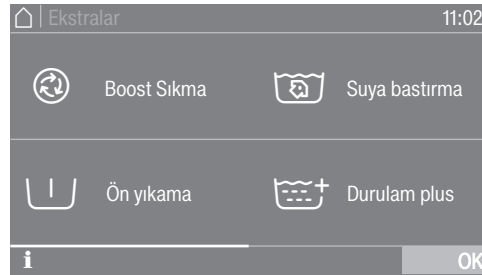 Ekstralar 11:02
Boost Sıkma
Suya bastırma
Ön yıkama
Durulam plus
i OK